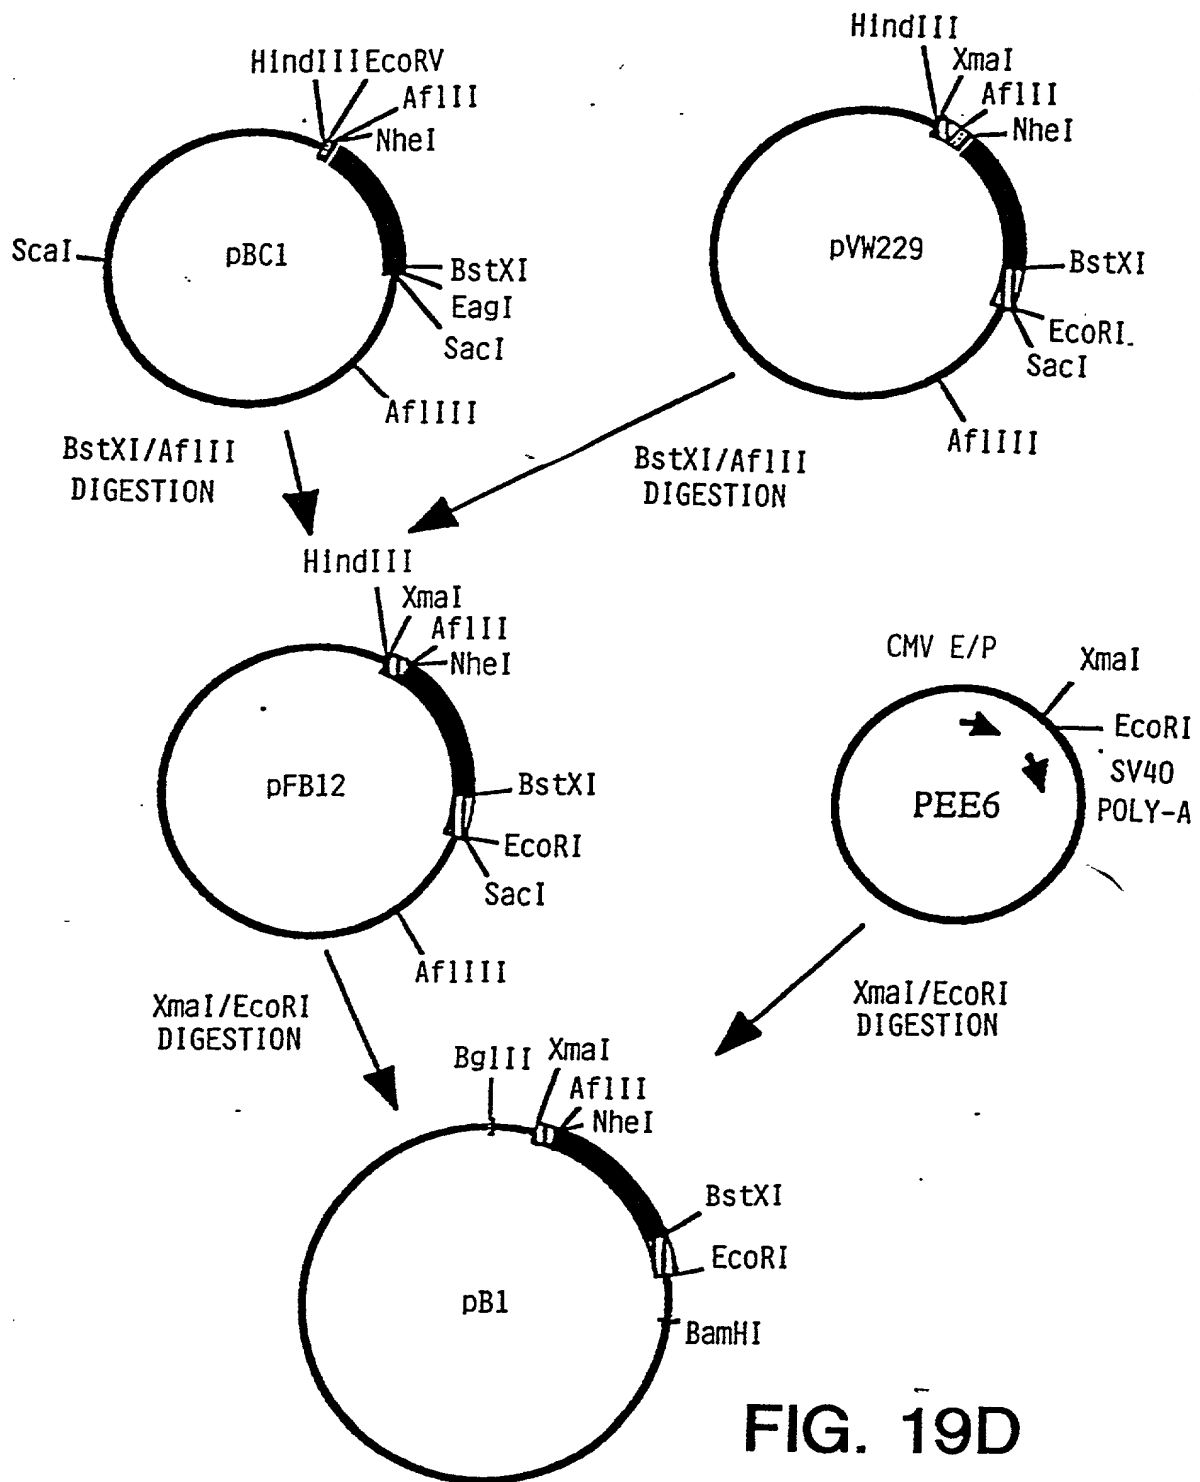 HindIII EcoRV
AflII
NheI
pBC1
ScaI
BstXI
EagI
SacI
AflIII
HindIII
XmaI
AflII
NheI
pVW229
BstXI
EcoRI
SacI
AflIII
BstXI/AflII
DIGESTION
BstXI/AflII
DIGESTION
HindIII
XmaI
AflII
NheI
pFB12
BstXI
EcoRI
SacI
AflIII
CMV E/P
XmaI
EcoRI
SV40
POLY-A
PEE6
XmaI/EcoRI
DIGESTION
XmaI/EcoRI
DIGESTION
BglII
XmaI
AflII
NheI
BstXI
EcoRI
pB1
BamHI
FIG. 19D